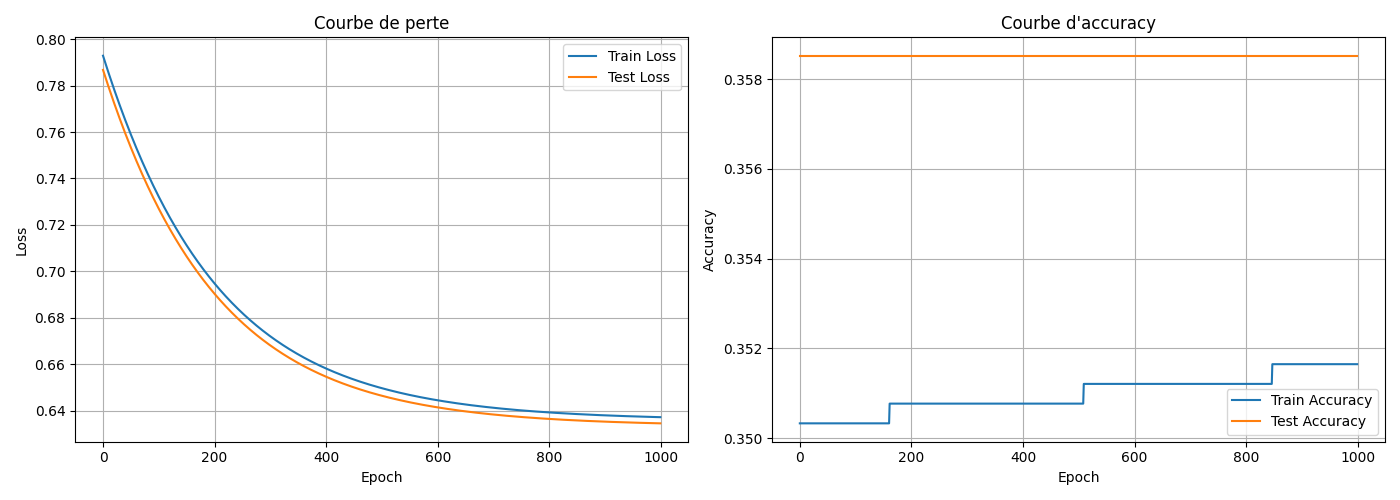 Courbe de perte
0.80
0.78
0.76
0.74
0.72
0.70
0.68
0.66
0.64
Loss
0 200 400 600 800 1000
Epoch
Train Loss
Test Loss
Courbe d'accuracy
0.358
0.356
0.354
0.352
0.350
Accuracy
0 200 400 600 800 1000
Epoch
Train Accuracy
Test Accuracy